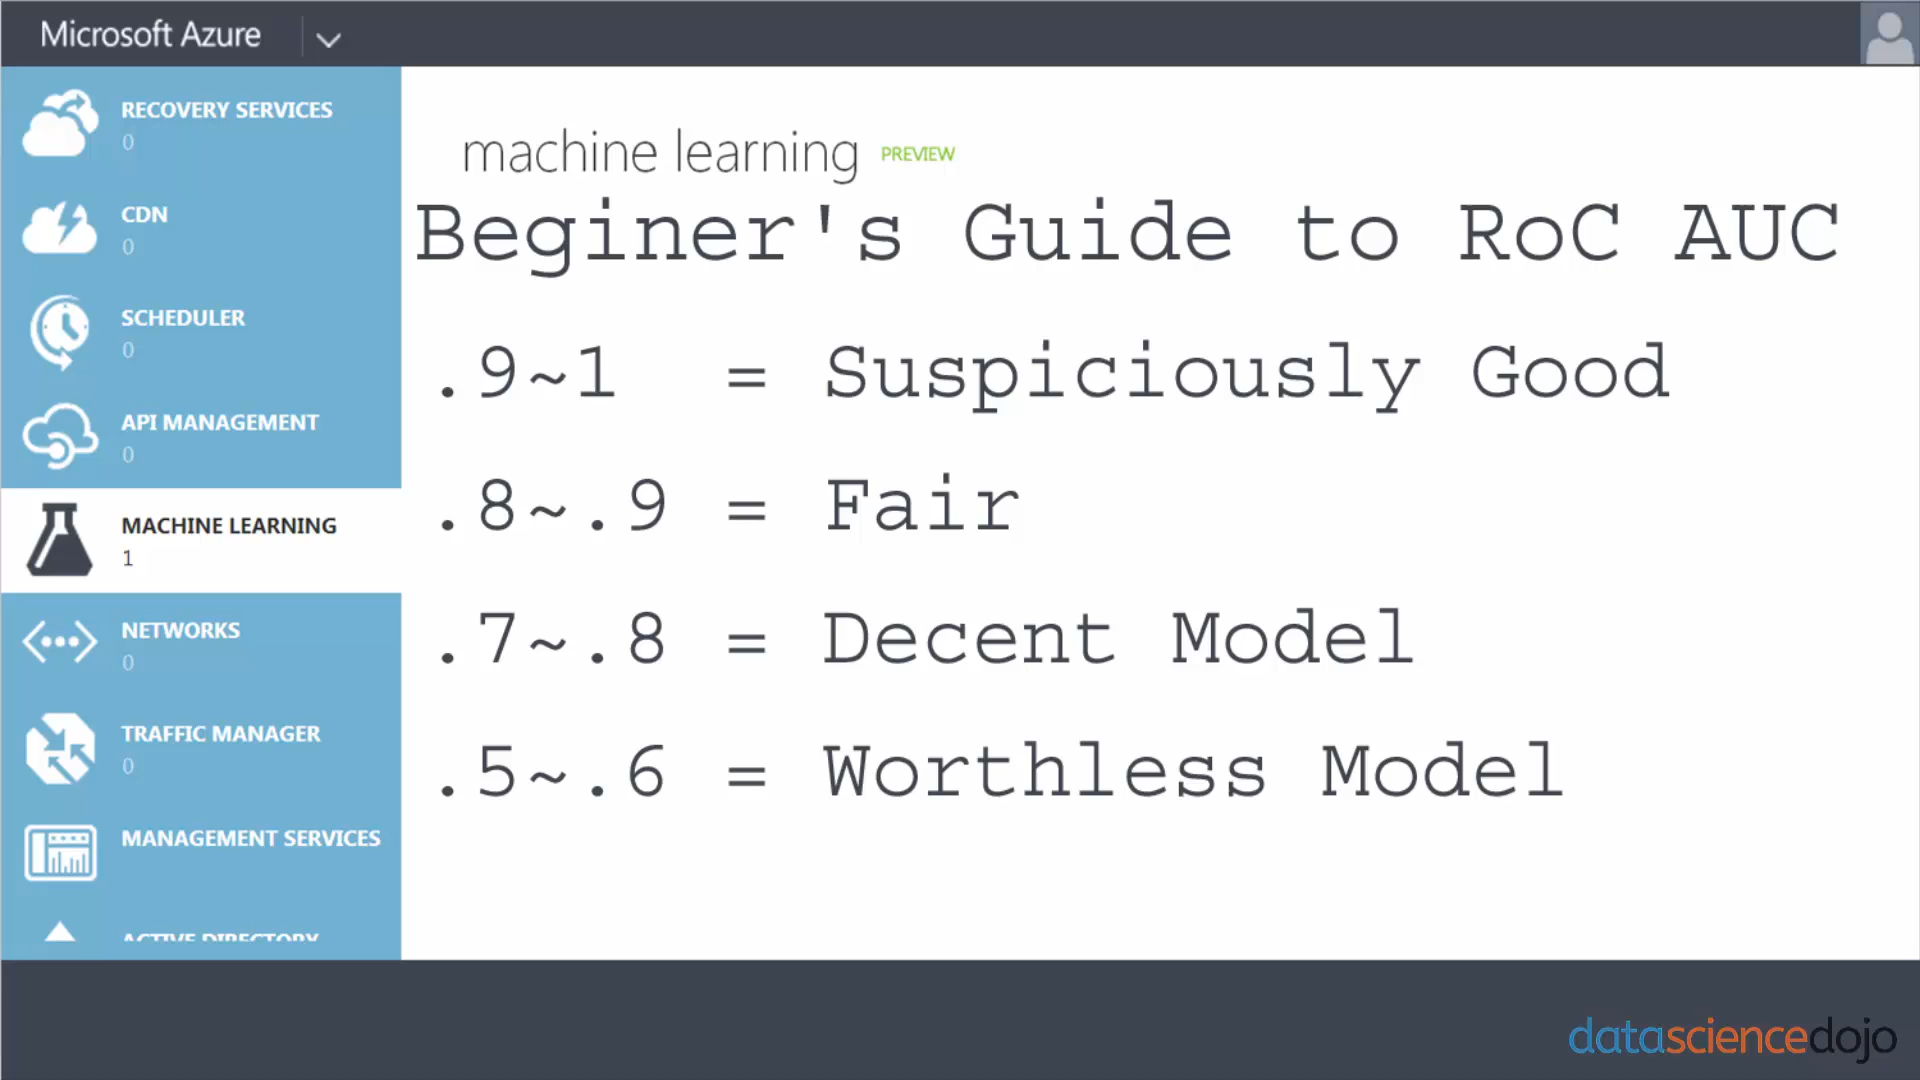 Microsoft Azure
RECOVERY SERVICES
0
CDN
0
SCHEDULER
0
API MANAGEMENT
0
MACHINE LEARNING
1
NETWORKS
0
TRAFFIC MANAGER
0
MANAGEMENT SERVICES
ACTIVE DIRECTORY
machine learning PREVIEW
Beginer's Guide to RoC AUC
.9~1 = Suspiciously Good
.8~.9 = Fair
.7~.8 = Decent Model
.5~.6 = Worthless Model
datasciencedojo